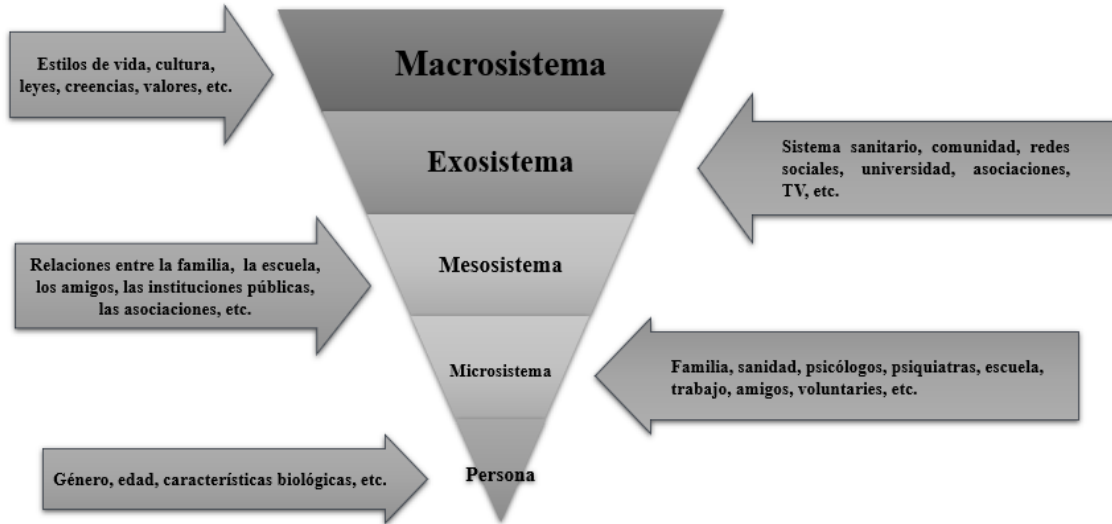 Macrosistema
Estilos de vida, cultura,
leyes, creencias, valores, etc.
Exosistema
Sistema sanitario, comunidad, redes
sociales, universidad, asociaciones,
TV, etc.
Mesosistema
Relaciones entre la familia, la escuela,
los amigos, las instituciones públicas,
las asociaciones, etc.
Microsistema
Familia, sanidad, psicólogos, psiquiatras, escuela,
trabajo, amigos, voluntaries, etc.
Persona
Género, edad, características biológicas, etc.